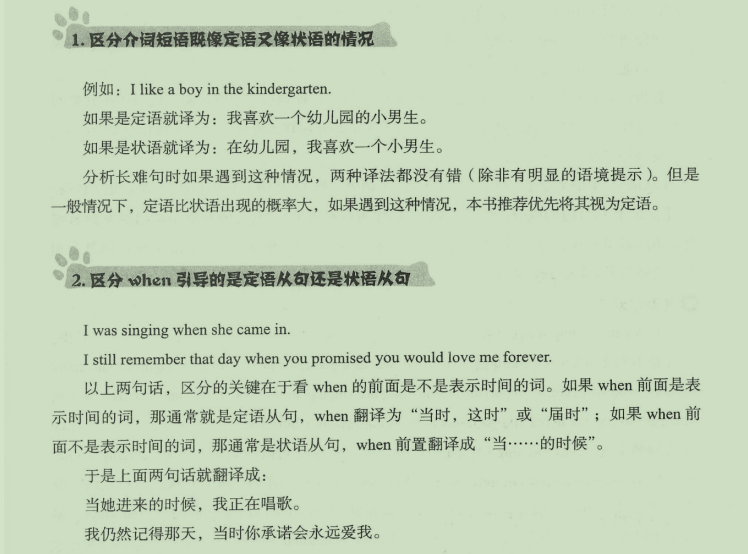 1. 区分介词短语既像定语又像状语的情况
例如：I like a boy in the kindergarten.
如果是定语就译为：我喜欢一个幼儿园的小男生。
如果是状语就译为：在幼儿园，我喜欢一个小男生。
分析长难句时如果遇到这种情况，两种译法都没有错（除非有明显的语境提示）。但是
一般情况下，定语比状语出现的概率大，如果遇到这种情况，本书推荐优先将其视为定语。
2. 区分 when 引导的是定语从句还是状语从句
I was singing when she came in.
I still remember that day when you promised you would love me forever.
以上两句话，区分的关键在于看 when 的前面是不是表示时间的词。如果 when 前面是表
示时间的词，那通常就是定语从句，when 翻译为“当时，这时”或“届时”；如果 when 前
面不是表示时间的词，那通常是状语从句，when 前置翻译成“当……的时候”。
于是上面两句话就翻译成：
当她进来的时候，我正在唱歌。
我仍然记得那天，当时你承诺会永远爱我。